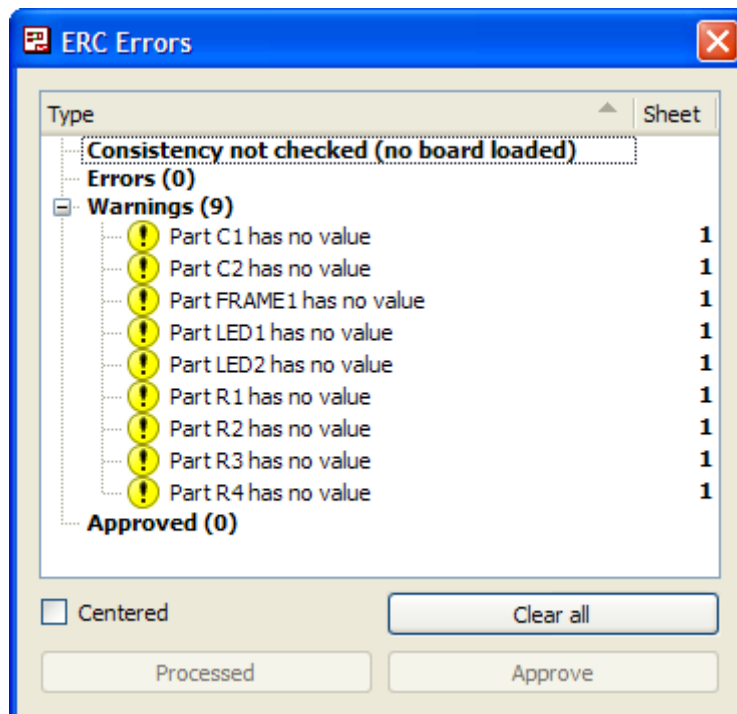 ERC Errors
Type Sheet
Consistency not checked (no board loaded)
Errors (0)
Warnings (9)
Part C1 has no value 1
Part C2 has no value 1
Part FRAME1 has no value 1
Part LED1 has no value 1
Part LED2 has no value 1
Part R1 has no value 1
Part R2 has no value 1
Part R3 has no value 1
Part R4 has no value 1
Approved (0)
Centered Clear all
Processed Approve